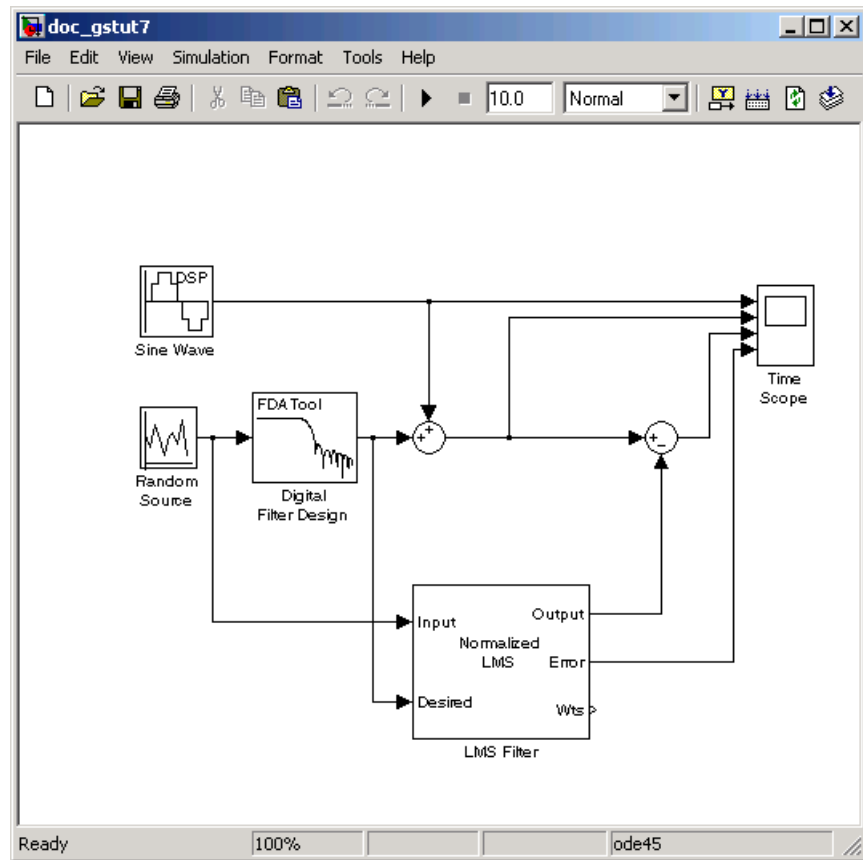 doc_gstut7
File Edit View Simulation Format Tools Help
10.0 Normal
DSP
Sine Wave
Time
Scope
FDATool
Random
Source
Digital
Filter Design
Input
Output
Normalized
LMS
Error
Desired
Wts
LMS Filter
Ready 100% ode45